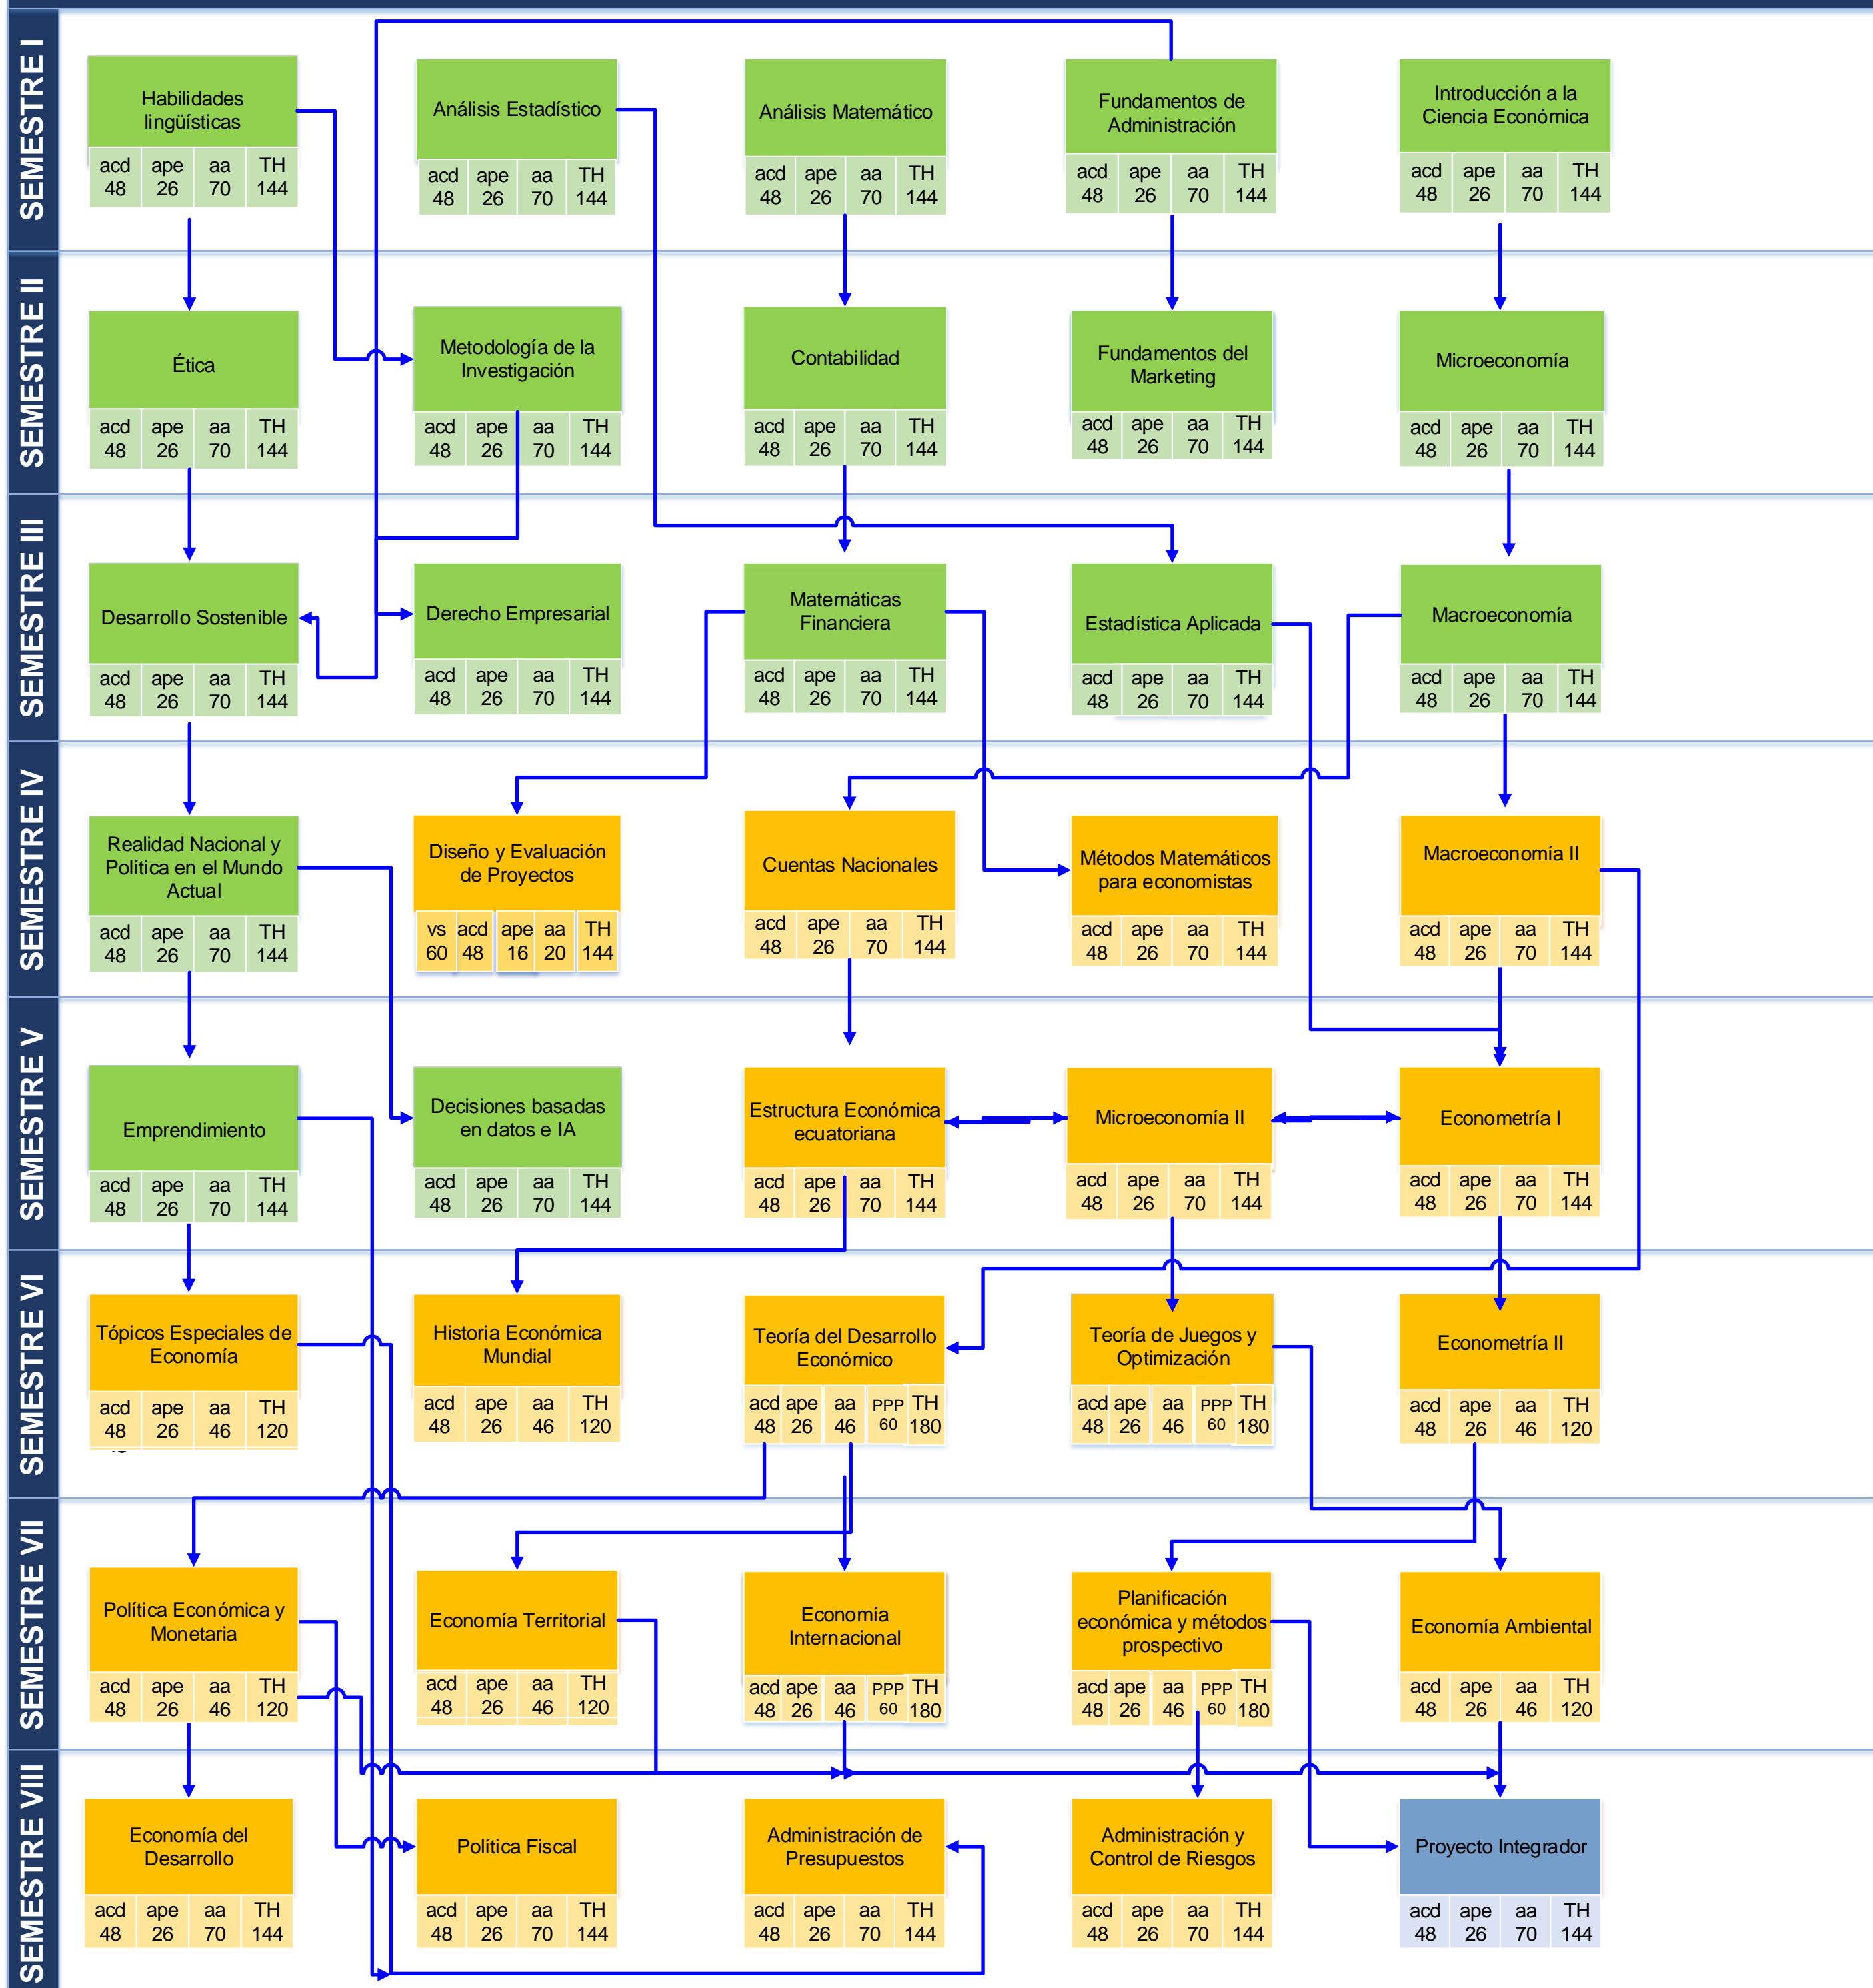 SEMESTRE I
Habilidades
lingüísticas
acd ape aa TH
48 26 70 144
Análisis Estadístico
acd ape aa TH
48 26 70 144
Análisis Matemático
acd ape aa TH
48 26 70 144
Fundamentos de
Administración
acd ape aa TH
48 26 70 144
Introducción a la
Ciencia Económica
acd ape aa TH
48 26 70 144
SEMESTRE II
Ética
acd ape aa TH
48 26 70 144
Metodología de la
Investigación
acd ape aa TH
48 26 70 144
Contabilidad
acd ape aa TH
48 26 70 144
Fundamentos del
Marketing
acd ape aa TH
48 26 70 144
Microeconomía
acd ape aa TH
48 26 70 144
SEMESTRE III
Desarrollo Sostenible
acd ape aa TH
48 26 70 144
Derecho Empresarial
acd ape aa TH
48 26 70 144
Matemáticas
Financiera
acd ape aa TH
48 26 70 144
Estadística Aplicada
acd ape aa TH
48 26 70 144
Macroeconomía
acd ape aa TH
48 26 70 144
SEMESTRE IV
Realidad Nacional y
Política en el Mundo
Actual
acd ape aa TH
48 26 70 144
Diseño y Evaluación
de Proyectos
vs acd ape aa TH
60 48 16 20 144
Cuentas Nacionales
acd ape aa TH
48 26 70 144
Métodos Matemáticos
para economistas
acd ape aa TH
48 26 70 144
Macroeconomía II
acd ape aa TH
48 26 70 144
SEMESTRE V
Emprendimiento
acd ape aa TH
48 26 70 144
Decisiones basadas
en datos e IA
acd ape aa TH
48 26 70 144
Estructura Económica
ecuatoriana
acd ape aa TH
48 26 70 144
Microeconomía II
acd ape aa TH
48 26 70 144
Econometría I
acd ape aa TH
48 26 70 144
SEMESTRE VI
Tópicos Especiales de
Economía
acd ape aa TH
48 26 46 120
Historia Económica
Mundial
acd ape aa TH
48 26 46 120
Teoría del Desarrollo
Económico
acd ape aa PPP TH
48 26 46 60 180
Teoría de Juegos y
Optimización
acd ape aa PPP TH
48 26 46 60 180
Econometría II
acd ape aa TH
48 26 46 120
SEMESTRE VII
Política Económica y
Monetaria
acd ape aa TH
48 26 46 120
Economía Territorial
acd ape aa TH
48 26 46 120
Economía
Internacional
acd ape aa PPP TH
48 26 46 60 180
Planificación
económica y métodos
prospectivo
acd ape aa PPP TH
48 26 46 60 180
Economía Ambiental
acd ape aa TH
48 26 46 120
SEMESTRE VIII
Economía del
Desarrollo
acd ape aa TH
48 26 70 144
Política Fiscal
acd ape aa TH
48 26 70 144
Administración de
Presupuestos
acd ape aa TH
48 26 70 144
Administración y
Control de Riesgos
acd ape aa TH
48 26 70 144
Proyecto Integrador
acd ape aa TH
48 26 70 144